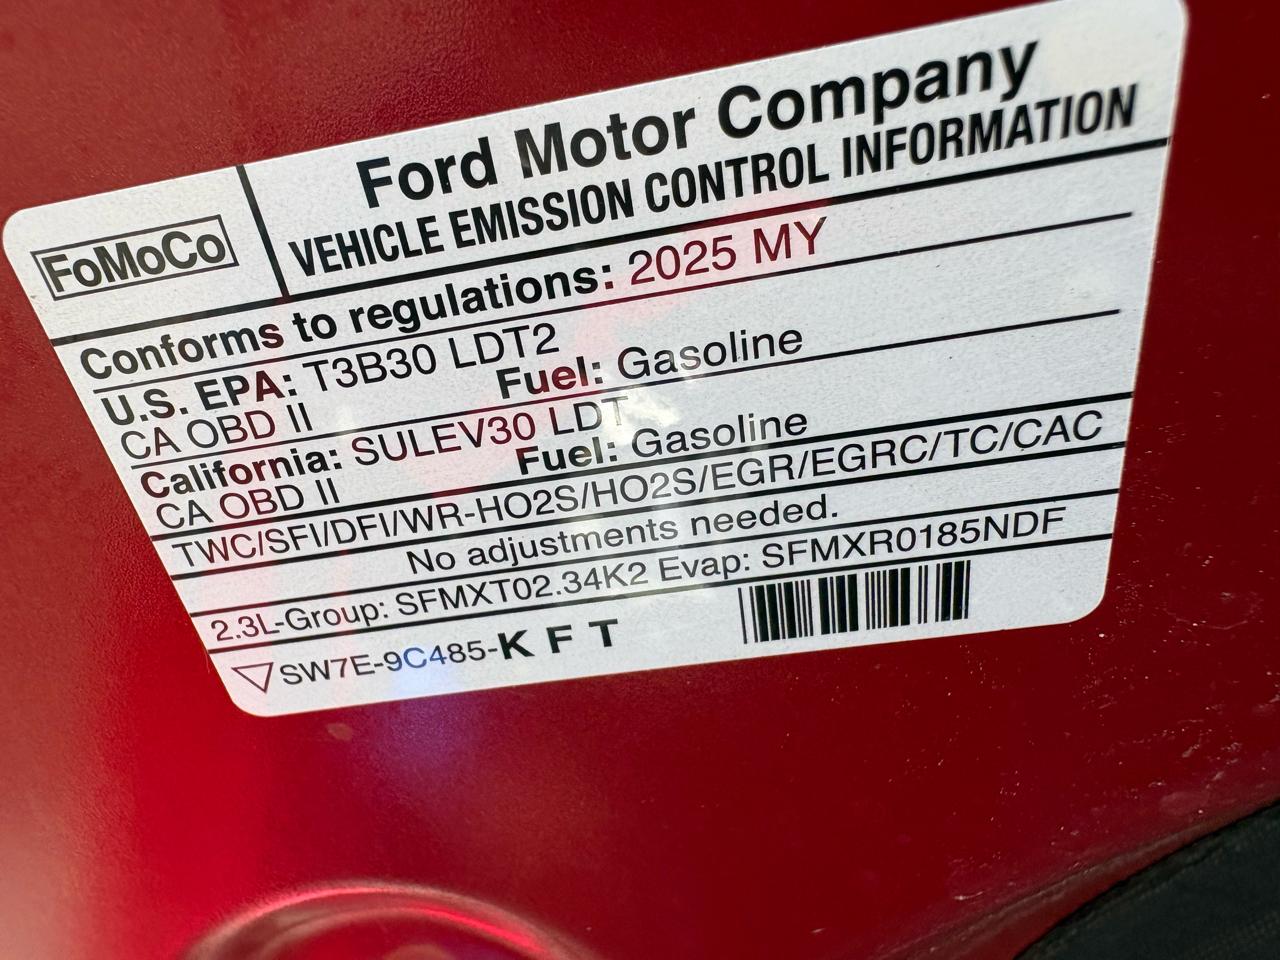 FoMoCo
Ford Motor Company
VEHICLE EMISSION CONTROL INFORMATION
Conforms to regulations: 2025 MY
U.S. EPA: T3B30 LDT2
CA OBD II Fuel: Gasoline
California: SULEV30 LDT
CA OBD II Fuel: Gasoline
TWC/SFI/DFI/WR-HO2S/HO2S/EGR/EGRC/TC/CAC
No adjustments needed.
2.3L-Group: SFMXT02.34K2 Evap: SFMXR0185NDF
SW7E-9C485-K F T